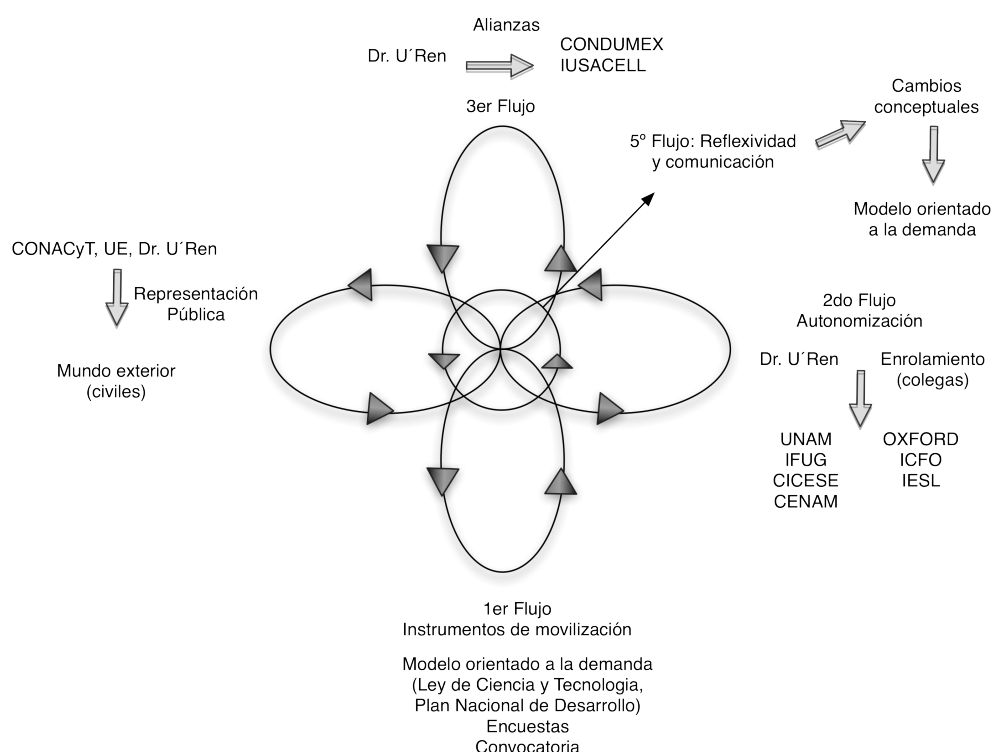 Alianzas
Dr. U´Ren
CONDUMEX
IUSACELL
3er Flujo
Cambios
conceptuales
5º Flujo: Reflexividad
y comunicación
Modelo orientado
a la demanda
CONACyT, UE, Dr. U´Ren
Representación
Pública
Mundo exterior
(civiles)
2do Flujo
Autonomización
Dr. U´Ren
Enrolamiento
(colegas)
UNAM
IFUG
CICESE
CENAM
OXFORD
ICFO
IESL
1er Flujo
Instrumentos de movilización
Modelo orientado a la demanda
(Ley de Ciencia y Tecnologia,
Plan Nacional de Desarrollo)
Encuestas
Convocatoria